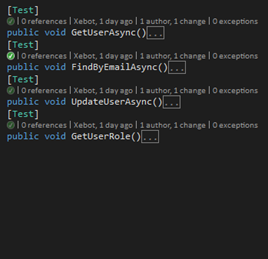 [Test]
0 references | Xebot, 1 day ago | 1 author, 1 change | 0 exceptions
public void GetUserAsync()...
[Test]
0 references | Xebot, 1 day ago | 1 author, 1 change | 0 exceptions
public void FindByEmailAsync()...
[Test]
0 references | Xebot, 1 day ago | 1 author, 1 change | 0 exceptions
public void UpdateUserAsync()...
[Test]
0 references | Xebot, 1 day ago | 1 author, 1 change | 0 exceptions
public void GetUserRole()...